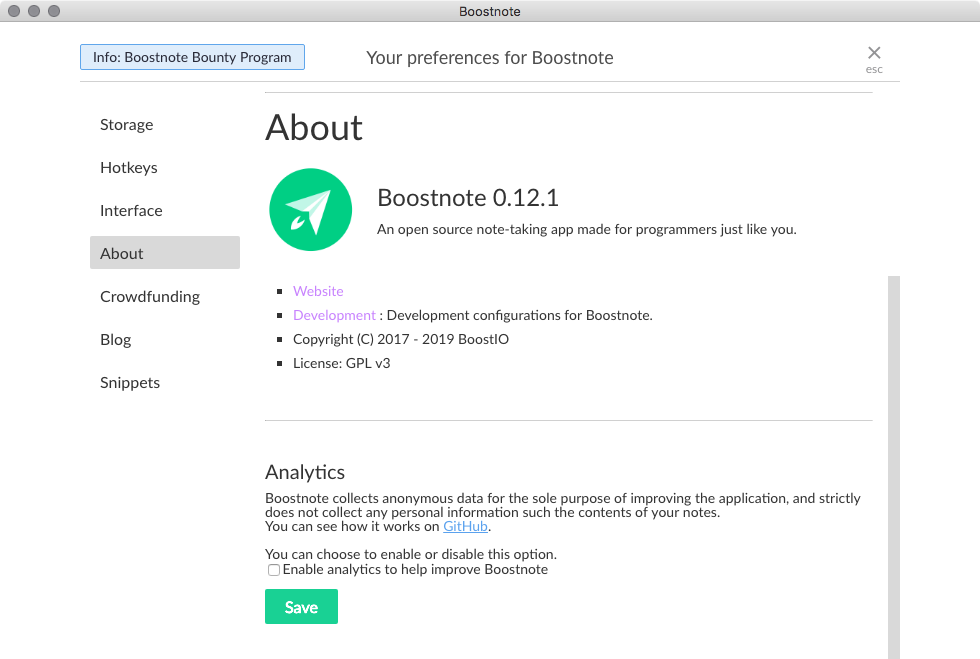 Boostnote
Info: Boostnote Bounty Program
Your preferences for Boostnote
esc
Storage
Hotkeys
Interface
About
Crowdfunding
Blog
Snippets
About
Boostnote 0.12.1
An open source note-taking app made for programmers just like you.
Website
Development : Development configurations for Boostnote.
Copyright (C) 2017 - 2019 BoostIO
License: GPL v3
Analytics
Boostnote collects anonymous data for the sole purpose of improving the application, and strictly
does not collect any personal information such the contents of your notes.
You can see how it works on GitHub.
You can choose to enable or disable this option.
Enable analytics to help improve Boostnote
Save